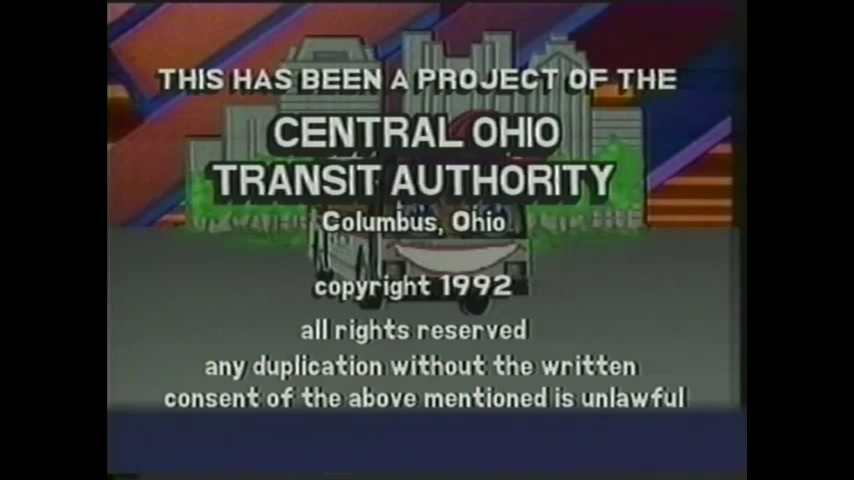 THIS HAS BEEN A PROJECT OF THE
CENTRAL OHIO
TRANSIT AUTHORITY
Columbus, Ohio
copyright 1992
all rights reserved
any duplication without the written
consent of the above mentioned is unlawful